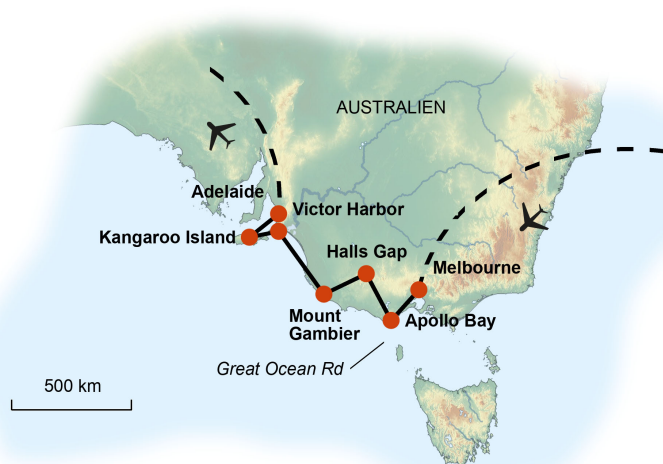 AUSTRALIEN
Adelaide
Victor Harbor
Kangaroo Island
Halls Gap
Melbourne
Mount
Gambier
Apollo Bay
Great Ocean Rd
500 km